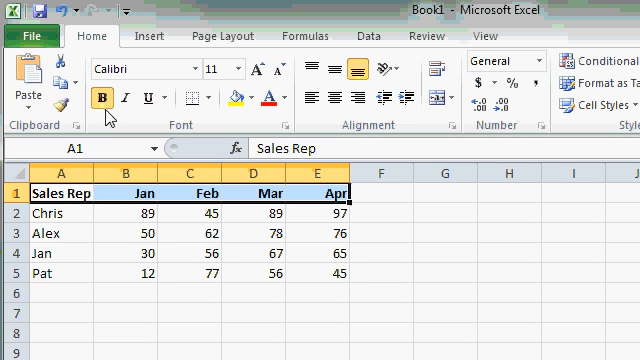 Book1 - Microsoft Excel
File Home Insert Page Layout Formulas Data Review View
Calibri 11 General Conditional
Paste Format as Ta
B I U A $ % , Cell Styles
Clipboard Font Alignment Number Sty
A1 fx Sales Rep
A B C D E F G H I J
1 Sales Rep Jan Feb Mar Apr
2 Chris 89 45 89 97
3 Alex 50 62 78 76
4 Jan 30 56 67 65
5 Pat 12 77 56 45
6
7
8
9